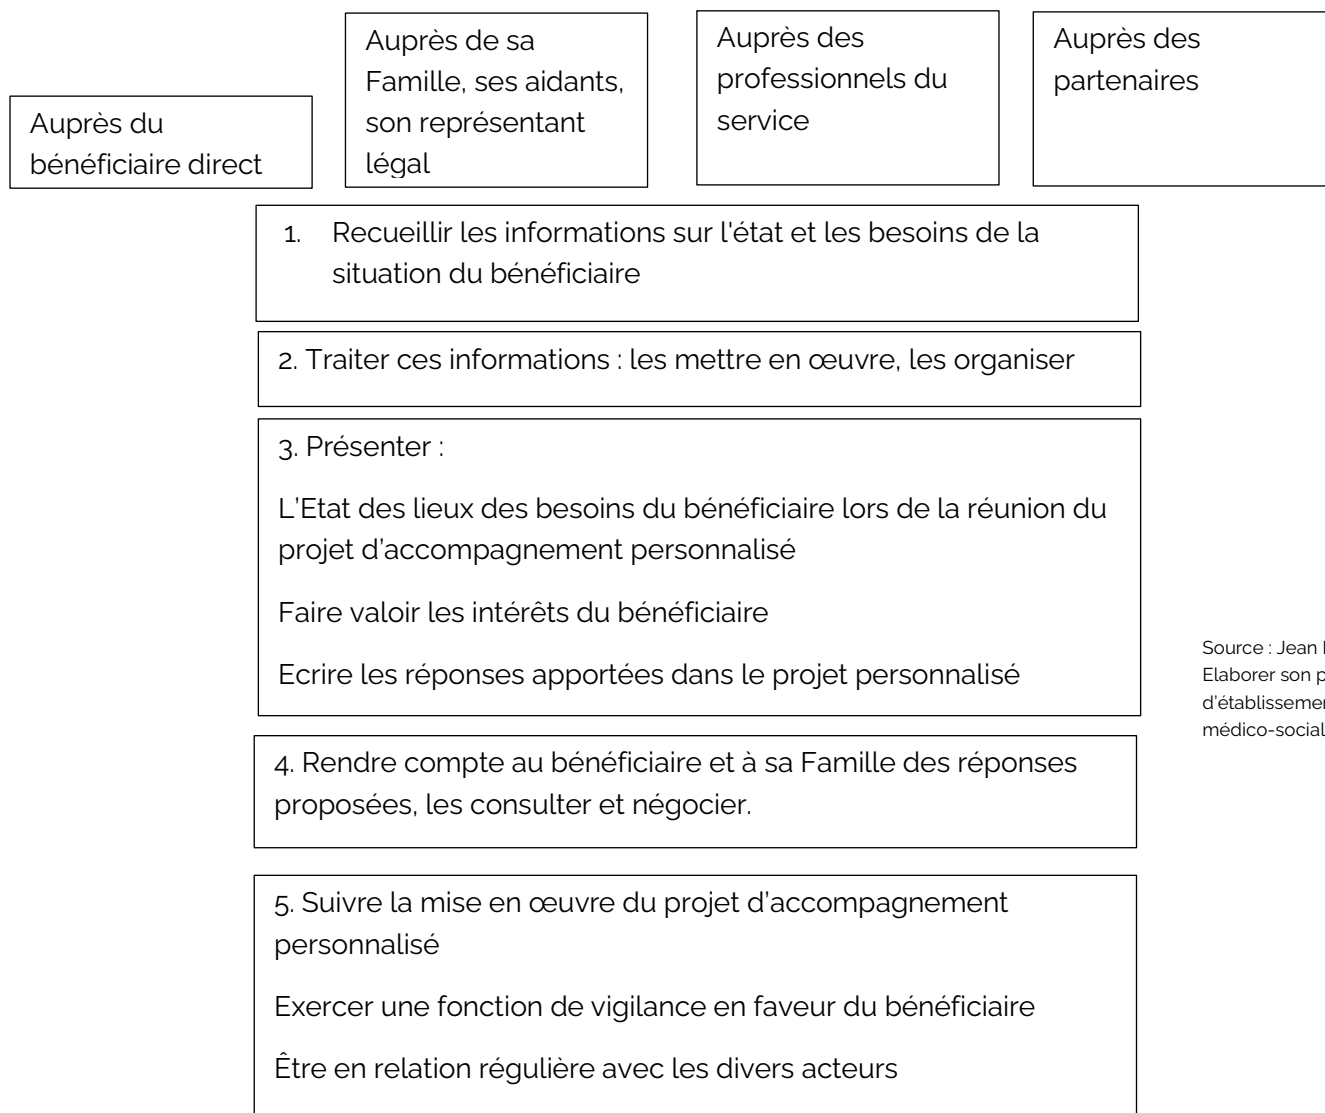 Auprès du
bénéficiaire direct
Auprès de sa
Famille, ses aidants,
son représentant
légal
Auprès des
professionnels du
service
Auprès des
partenaires
1. Recueillir les informations sur l'état et les besoins de la
situation du bénéficiaire
2. Traiter ces informations : les mettre en œuvre, les organiser
3. Présenter :
L'Etat des lieux des besoins du bénéficiaire lors de la réunion du
projet d'accompagnement personnalisé
Faire valoir les intérêts du bénéficiaire
Ecrire les réponses apportées dans le projet personnalisé
4. Rendre compte au bénéficiaire et à sa Famille des réponses
proposées, les consulter et négocier.
5. Suivre la mise en œuvre du projet d'accompagnement
personnalisé
Exercer une fonction de vigilance en faveur du bénéficiaire
Être en relation régulière avec les divers acteurs
Source : Jean
Elaborer son
médico-social